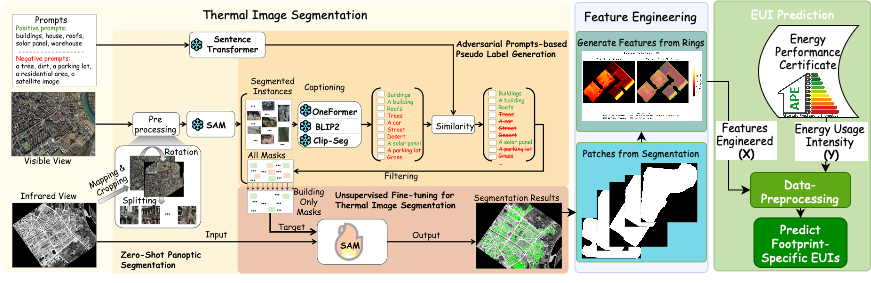 Thermal Image Segmentation
Prompts
Positive prompts:
buildings, house, roofs,
solar panel, warehouse
Negative prompts:
a tree, dirt, a parking lot,
a residential area, a
satellite image
Sentence
Transformer
Adversarial Prompts-based
Pseudo Label Generation
Visible View
Pre
processing
SAM
Segmented
Instances
Captioning
OneFormer
BLIP2
Clip-Seg
Buildings
A building
Roofs
Trees
A car
Street
Desert
A solar panel
A parking lot
Grass
Similarity
Buildings
A building
Roofs
Trees
A car
Street
Desert
A solar panel
A parking lot
Grass
Filtering
All Masks
Building
Only
Masks
Mapping &
Cropping
Rotation
Splitting
Infrared View
Input
Zero-Shot Panoptic
Segmentation
Unsupervised Fine-tuning for
Thermal Image Segmentation
Target
SAM
Output
Segmentation Results
Feature Engineering
Generate Features from Rings
Patches from Segmentation
EUI Prediction
Energy
Performance
Certificate
APE
Features
Engineered
(X)
Energy Usage
Intensity
(Y)
Data-
Preprocessing
Predict
Footprint-
Specific EUIs